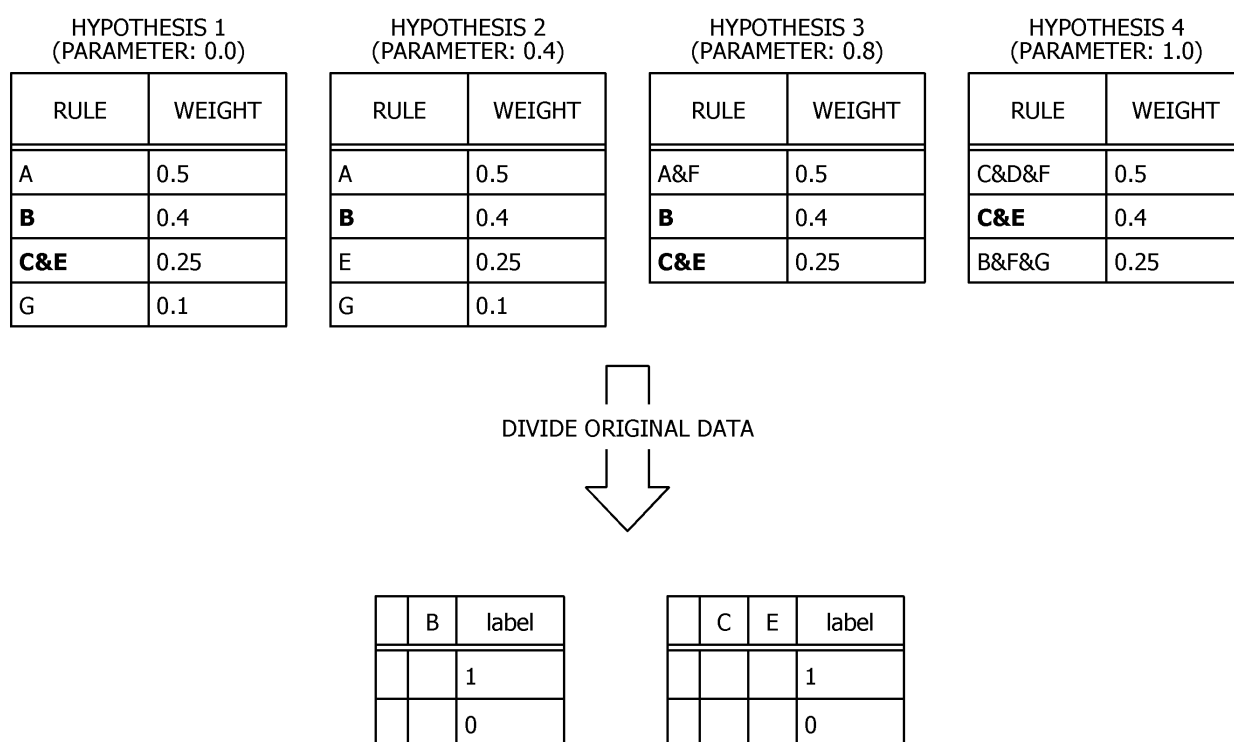 HYPOTHESIS 1
(PARAMETER: 0.0)
RULE WEIGHT
A 0.5
B 0.4
C&E 0.25
G 0.1
HYPOTHESIS 2
(PARAMETER: 0.4)
RULE WEIGHT
A 0.5
B 0.4
E 0.25
G 0.1
HYPOTHESIS 3
(PARAMETER: 0.8)
RULE WEIGHT
A&F 0.5
B 0.4
C&E 0.25
HYPOTHESIS 4
(PARAMETER: 1.0)
RULE WEIGHT
C&D&F 0.5
C&E 0.4
B&F&G 0.25
DIVIDE ORIGINAL DATA
B label
1
0
C E label
1
0